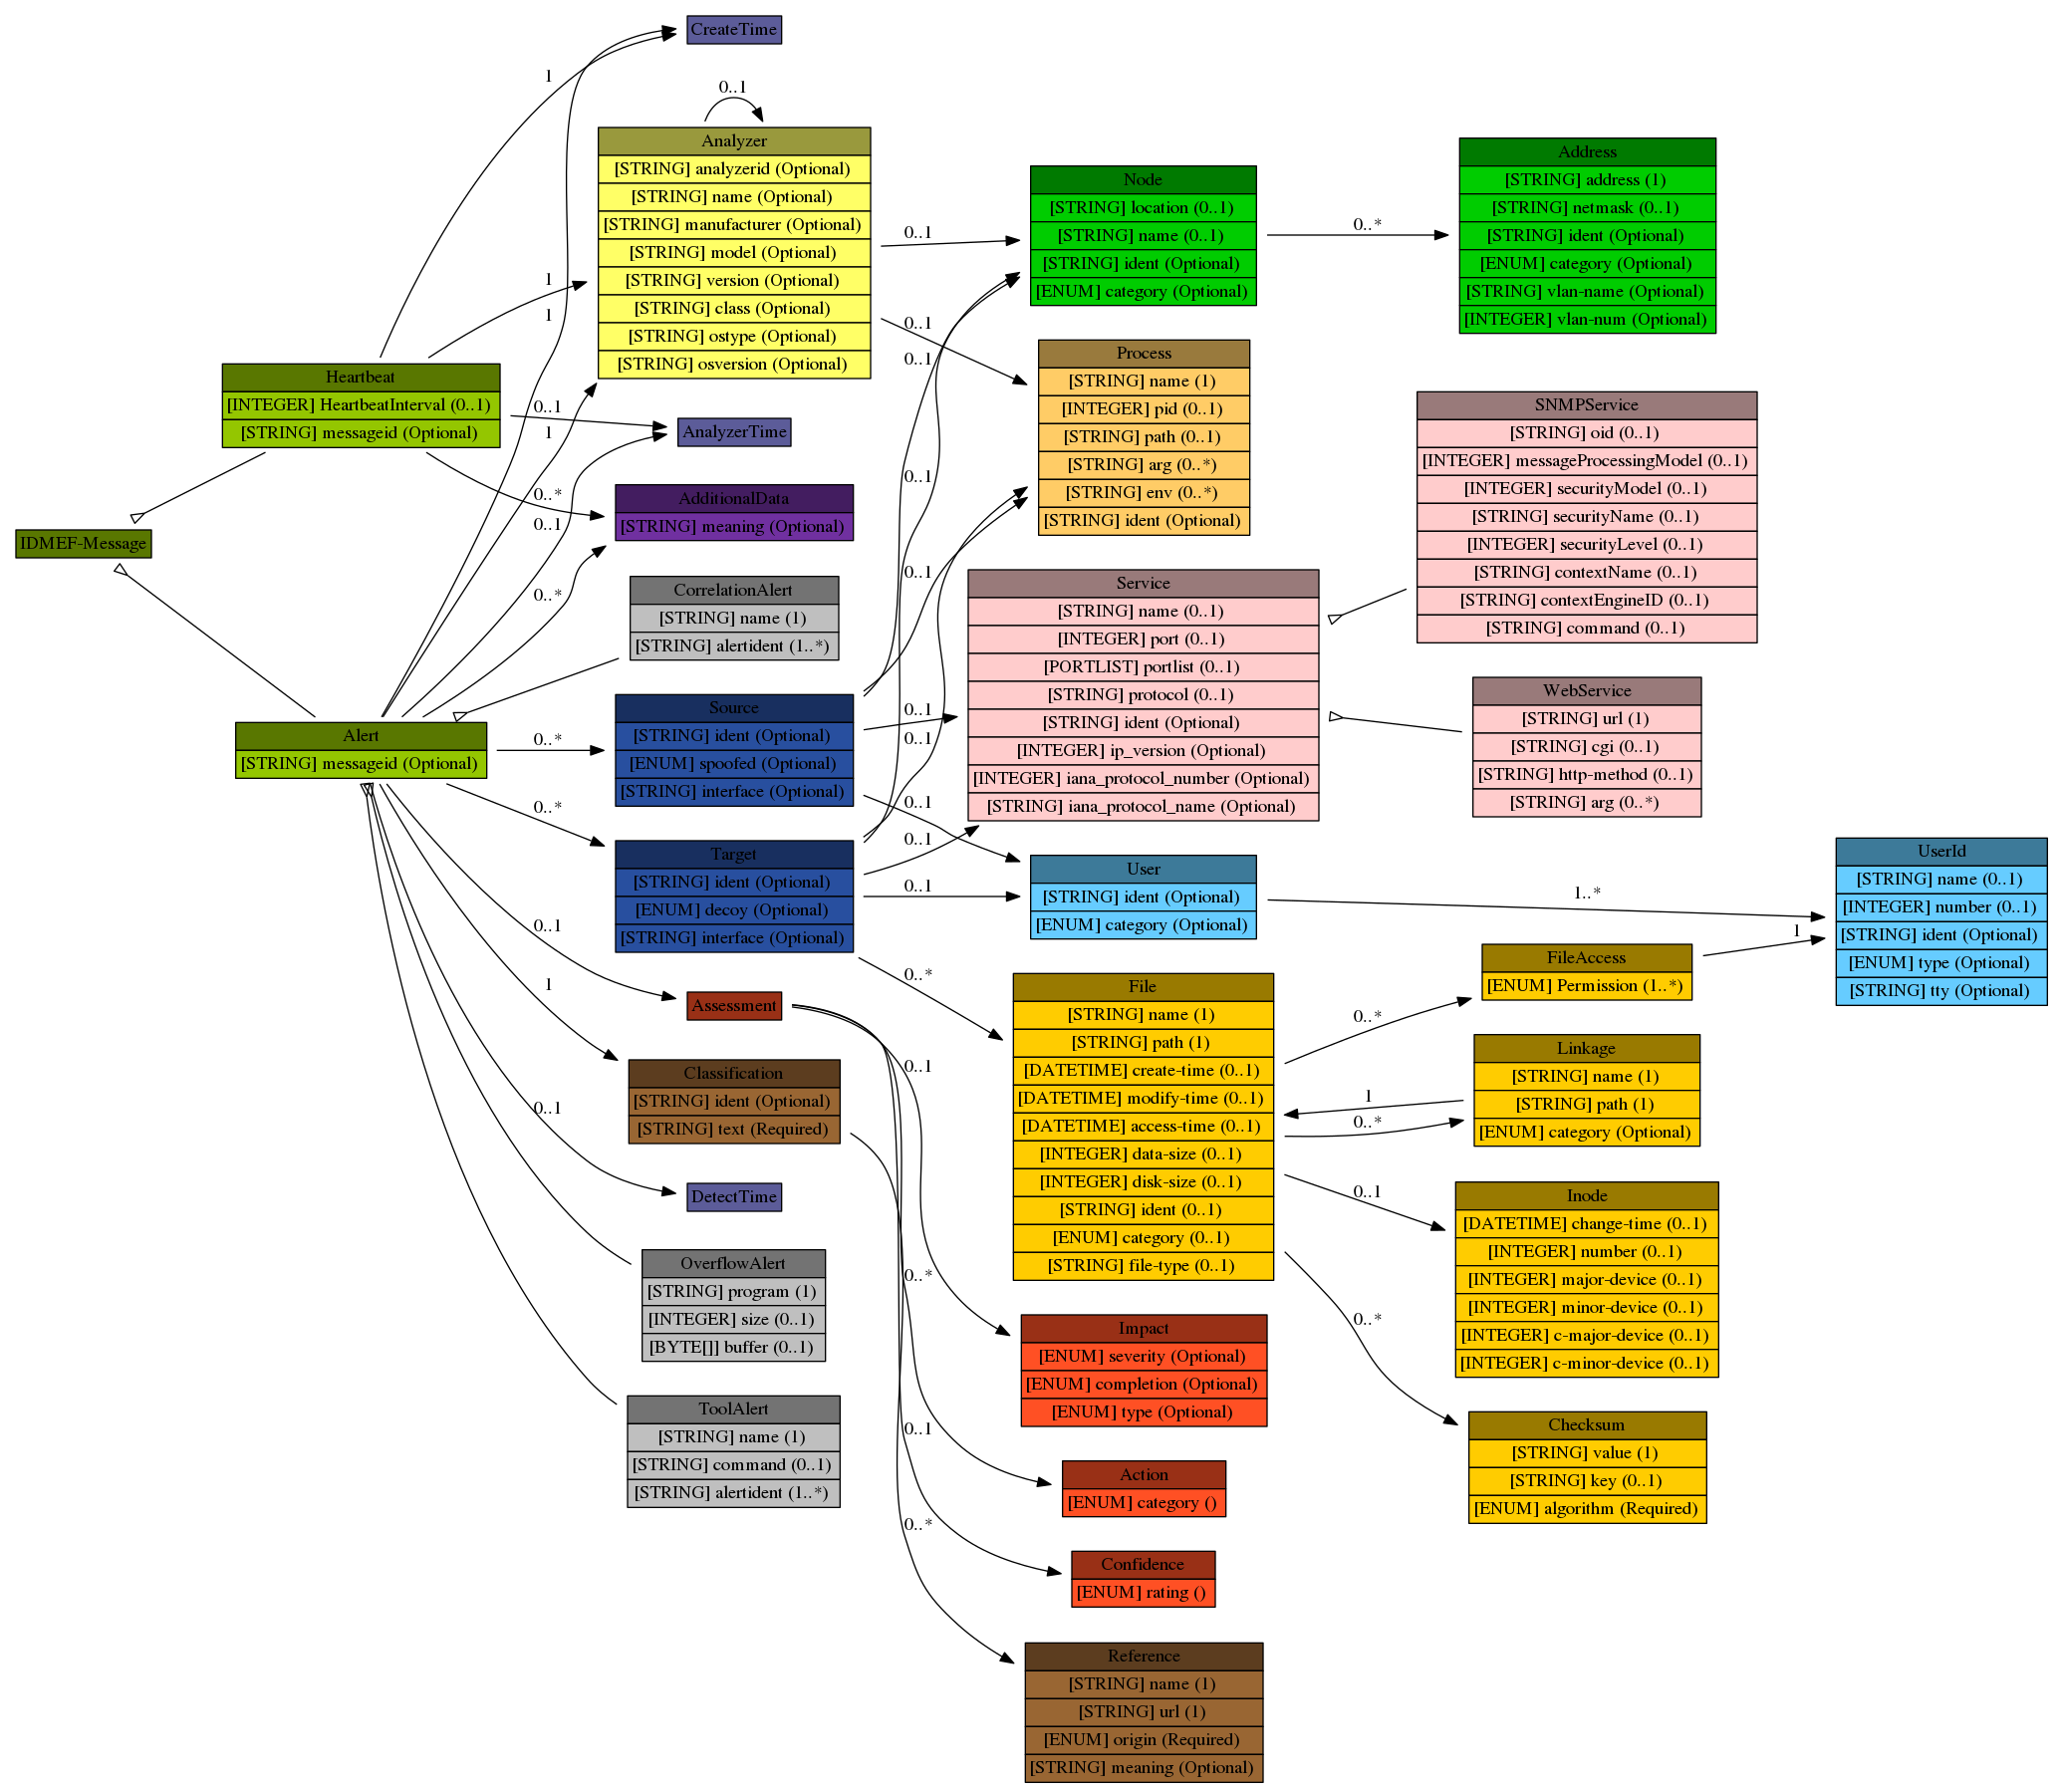 CreateTime
1
0..1
Analyzer
[STRING] analyzerid (Optional)
[STRING] name (Optional)
[STRING] manufacturer (Optional)
[STRING] model (Optional)
[STRING] version (Optional)
[STRING] class (Optional)
[STRING] ostype (Optional)
[STRING] osversion (Optional)
1
1
Heartbeat
[INTEGER] HeartbeatInterval (0..1)
[STRING] messageid (Optional)
0..1
1
AnalyzerTime
0..*
0..1
AdditionalData
[STRING] meaning (Optional)
IDMEF-Message
0..*
CorrelationAlert
[STRING] name (1)
[STRING] alertident (1..*)
Alert
[STRING] messageid (Optional)
0..*
Source
[STRING] ident (Optional)
[ENUM] spoofed (Optional)
[STRING] interface (Optional)
0..*
Target
[STRING] ident (Optional)
[ENUM] decoy (Optional)
[STRING] interface (Optional)
0..1
Assessment
1
Classification
[STRING] ident (Optional)
[STRING] text (Required)
0..1
DetectTime
OverflowAlert
[STRING] program (1)
[INTEGER] size (0..1)
[BYTE[]] buffer (0..1)
ToolAlert
[STRING] name (1)
[STRING] command (0..1)
[STRING] alertident (1..*)
0..1
0..1
0..1
0..1
0..1
0..1
0..1
0..1
0..1
0..1
0..*
0..1
0..*
0..1
0..*
Node
[STRING] location (0..1)
[STRING] name (0..1)
[STRING] ident (Optional)
[ENUM] category (Optional)
Process
[STRING] name (1)
[INTEGER] pid (0..1)
[STRING] path (0..1)
[STRING] arg (0..*)
[STRING] env (0..*)
[STRING] ident (Optional)
Service
[STRING] name (0..1)
[INTEGER] port (0..1)
[PORTLIST] portlist (0..1)
[STRING] protocol (0..1)
[STRING] ident (Optional)
[INTEGER] ip_version (Optional)
[INTEGER] iana_protocol_number (Optional)
[STRING] iana_protocol_name (Optional)
User
[STRING] ident (Optional)
[ENUM] category (Optional)
File
[STRING] name (1)
[STRING] path (1)
[DATETIME] create-time (0..1)
[DATETIME] modify-time (0..1)
[DATETIME] access-time (0..1)
[INTEGER] data-size (0..1)
[INTEGER] disk-size (0..1)
[STRING] ident (0..1)
[ENUM] category (0..1)
[STRING] file-type (0..1)
Impact
[ENUM] severity (Optional)
[ENUM] completion (Optional)
[ENUM] type (Optional)
Action
[ENUM] category ()
Confidence
[ENUM] rating ()
Reference
[STRING] name (1)
[STRING] url (1)
[ENUM] origin (Required)
[STRING] meaning (Optional)
0..*
Address
[STRING] address (1)
[STRING] netmask (0..1)
[STRING] ident (Optional)
[ENUM] category (Optional)
[STRING] vlan-name (Optional)
[INTEGER] vlan-num (Optional)
SNMPService
[STRING] oid (0..1)
[INTEGER] messageProcessingModel (0..1)
[INTEGER] securityModel (0..1)
[STRING] securityName (0..1)
[INTEGER] securityLevel (0..1)
[STRING] contextName (0..1)
[STRING] contextEngineID (0..1)
[STRING] command (0..1)
WebService
[STRING] url (1)
[STRING] cgi (0..1)
[STRING] http-method (0..1)
[STRING] arg (0..*)
1..*
UserId
[STRING] name (0..1)
[INTEGER] number (0..1)
[STRING] ident (Optional)
[ENUM] type (Optional)
[STRING] tty (Optional)
1
FileAccess
[ENUM] Permission (1..*)
0..*
Linkage
[STRING] name (1)
[STRING] path (1)
[ENUM] category (Optional)
1
0..*
0..1
Inode
[DATETIME] change-time (0..1)
[INTEGER] number (0..1)
[INTEGER] major-device (0..1)
[INTEGER] minor-device (0..1)
[INTEGER] c-major-device (0..1)
[INTEGER] c-minor-device (0..1)
0..*
Checksum
[STRING] value (1)
[STRING] key (0..1)
[ENUM] algorithm (Required)